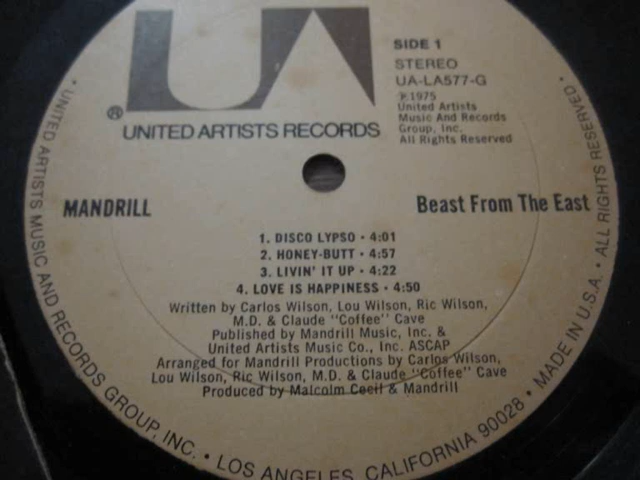 UA
®
UNITED ARTISTS RECORDS
SIDE 1
STEREO
UA-LA577-G
Ⓟ1975
United Artists
Music And Records
Group, Inc.
All Rights Reserved
MANDRILL
Beast From The East
1. DISCO LYPSO • 4:01
2. HONEY-BUTT • 4:57
3. LIVIN' IT UP • 4:22
4. LOVE IS HAPPINESS • 4:50
Written by Carlos Wilson, Lou Wilson, Ric Wilson,
M.D. & Claude "Coffee" Cave
Published by Mandrill Music, Inc. &
United Artists Music Co., Inc. ASCAP
Arranged for Mandrill Productions by Carlos Wilson,
Lou Wilson, Ric Wilson, M.D. & Claude "Coffee" Cave
Produced by Malcolm Cecil & Mandrill
• UNITED ARTISTS MUSIC AND RECORDS GROUP, INC. • LOS ANGELES, CALIFORNIA 90028 • MADE IN U.S.A. • ALL RIGHTS RESERVED •